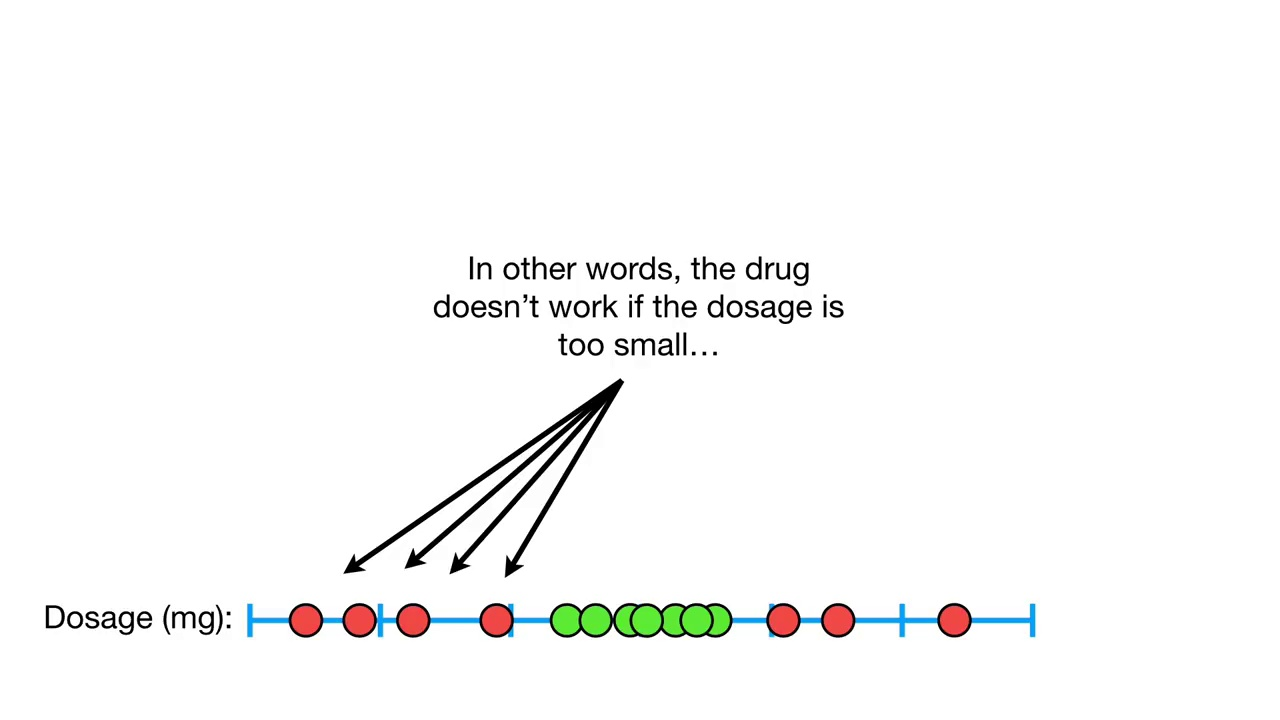 In other words, the drug
doesn’t work if the dosage is
too small…
Dosage (mg):